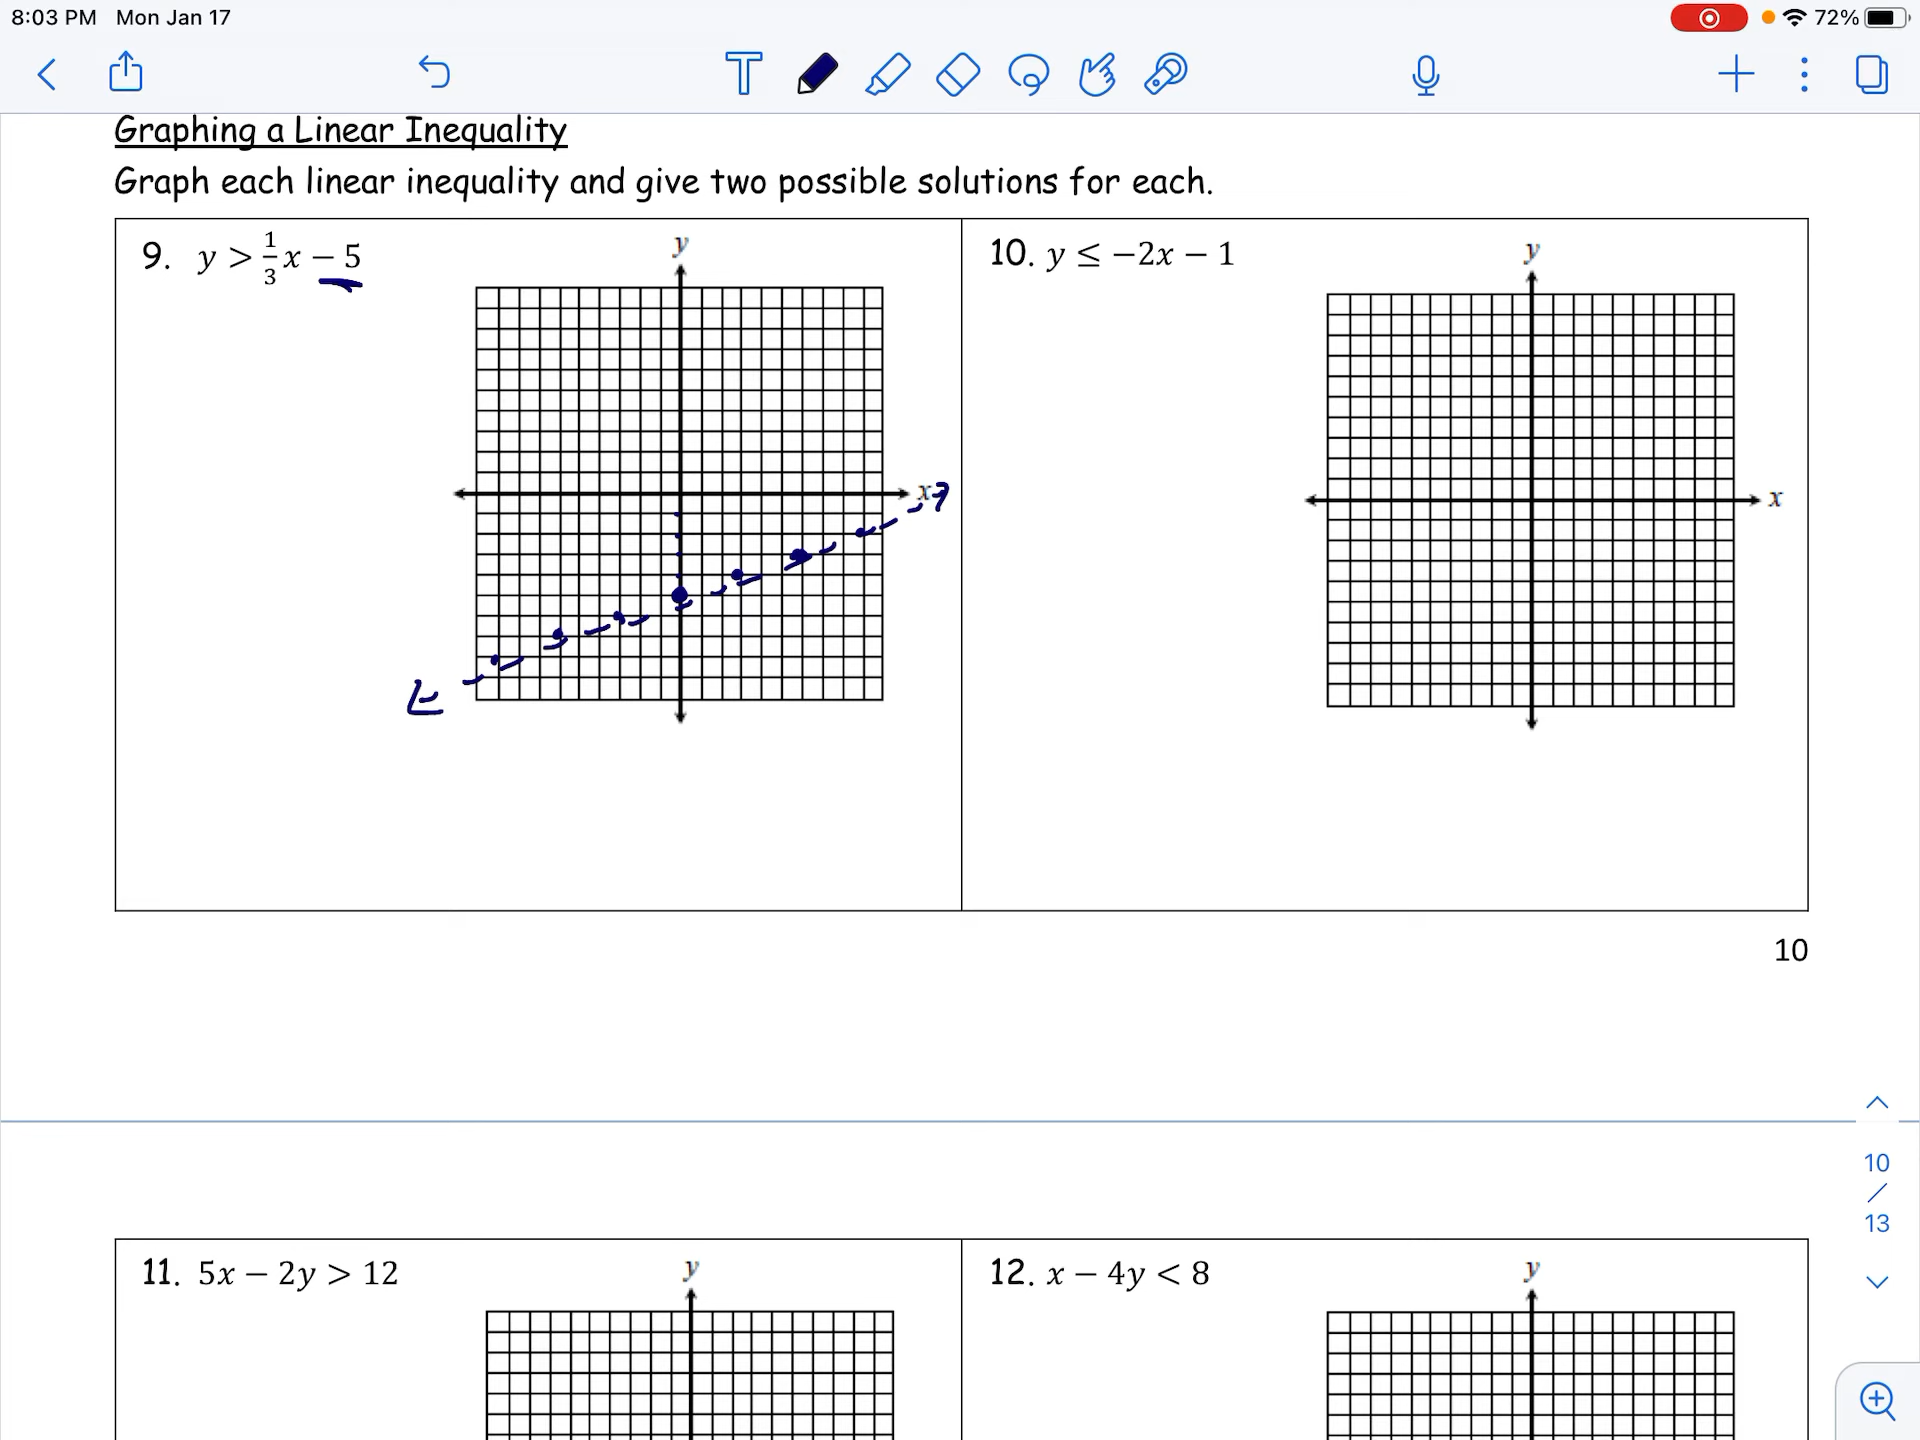 8:03 PM Mon Jan 17
72%
Graphing a Linear Inequality
Graph each linear inequality and give two possible solutions for each.
9. y > 1/3 x − 5
y
x
10. y ≤ −2x − 1
y
x
10
10
/
13
11. 5x − 2y > 12
y
12. x − 4y < 8
y